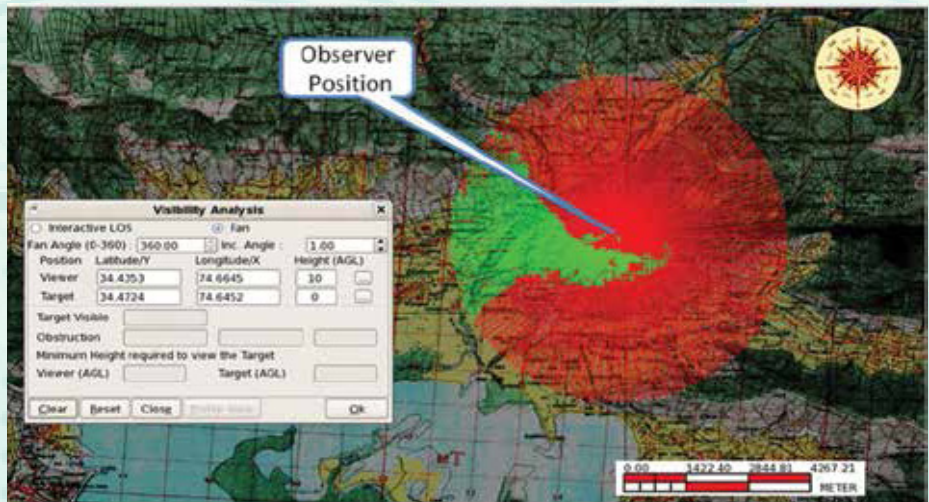 Observer
Position
Visibility Analysis
Interactive LOS Fan
Fan Angle (0-360) : 360.00 Inc. Angle : 1.00
Position Latitude/Y Longitude/X Height (AGL)
Viewer 34.4353 74.6645 10 ...
Target 34.4724 74.6452 0 ...
Target Visible
Obstruction
Minimum Height required to view the Target
Viewer (AGL) Target (AGL)
Clear Reset Close Ok
0.00 1422.40 2844.81 4267.21
METER